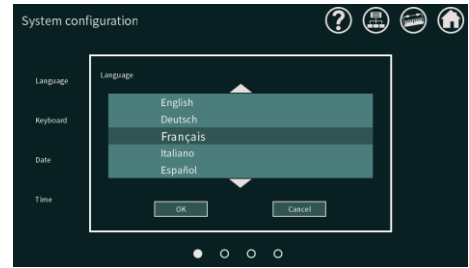 System configuration
?
Language
Keyboard
Date
Time
Language
English
Deutsch
Français
Italiano
Español
OK
Cancel